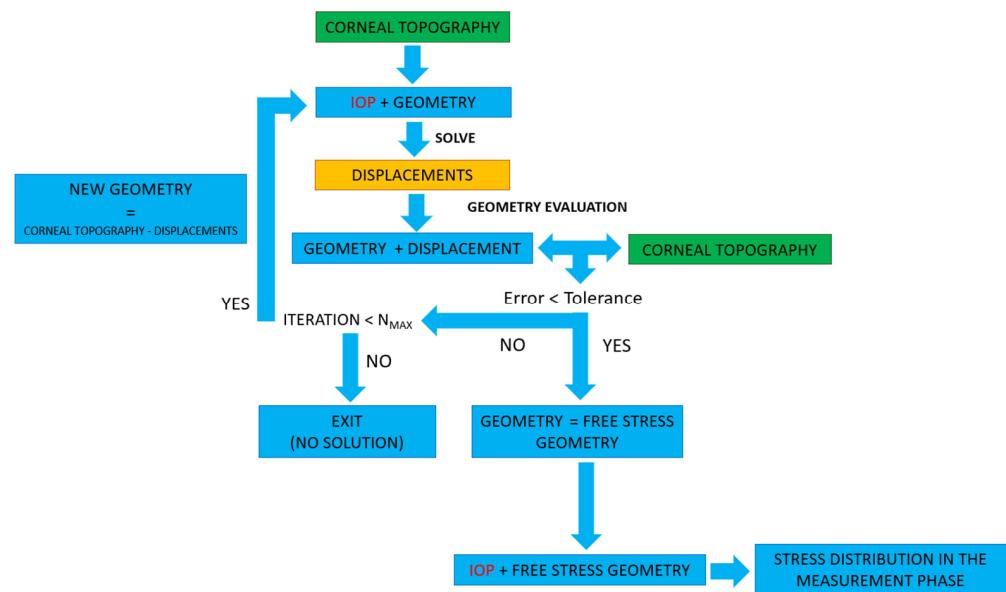 CORNEAL TOPOGRAPHY
IOP + GEOMETRY
SOLVE
DISPLACEMENTS
NEW GEOMETRY
=
CORNEAL TOPOGRAPHY - DISPLACEMENTS
GEOMETRY EVALUATION
GEOMETRY + DISPLACEMENT
CORNEAL TOPOGRAPHY
Error < Tolerance
YES
ITERATION < NMAX
NO
YES
NO
EXIT
(NO SOLUTION)
GEOMETRY = FREE STRESS
GEOMETRY
IOP + FREE STRESS GEOMETRY
STRESS DISTRIBUTION IN THE
MEASUREMENT PHASE